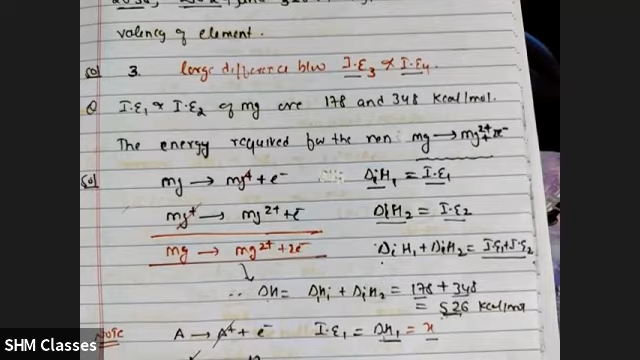 valency of element.
sol 3. large difference b/w I.E3 & I.E4
Q I.E1 & I.E2 of mg are 178 and 348 Kcal/mol.
The energy required for the rxn: mg → mg2+ + 2e-
sol mg → mg+ + e- ΔiH1 = I.E1
mg+ → mg2+ + e- ΔiH2 = I.E2
mg → mg2+ + 2e- ΔiH1 + ΔiH2 = I.E1+I.E2
∴ ΔH = ΔiH1 + ΔiH2 = 178 + 348
= 526 Kcal/mol
A → A+ + e- I.E1 = ΔH1 = x
SHM Classes